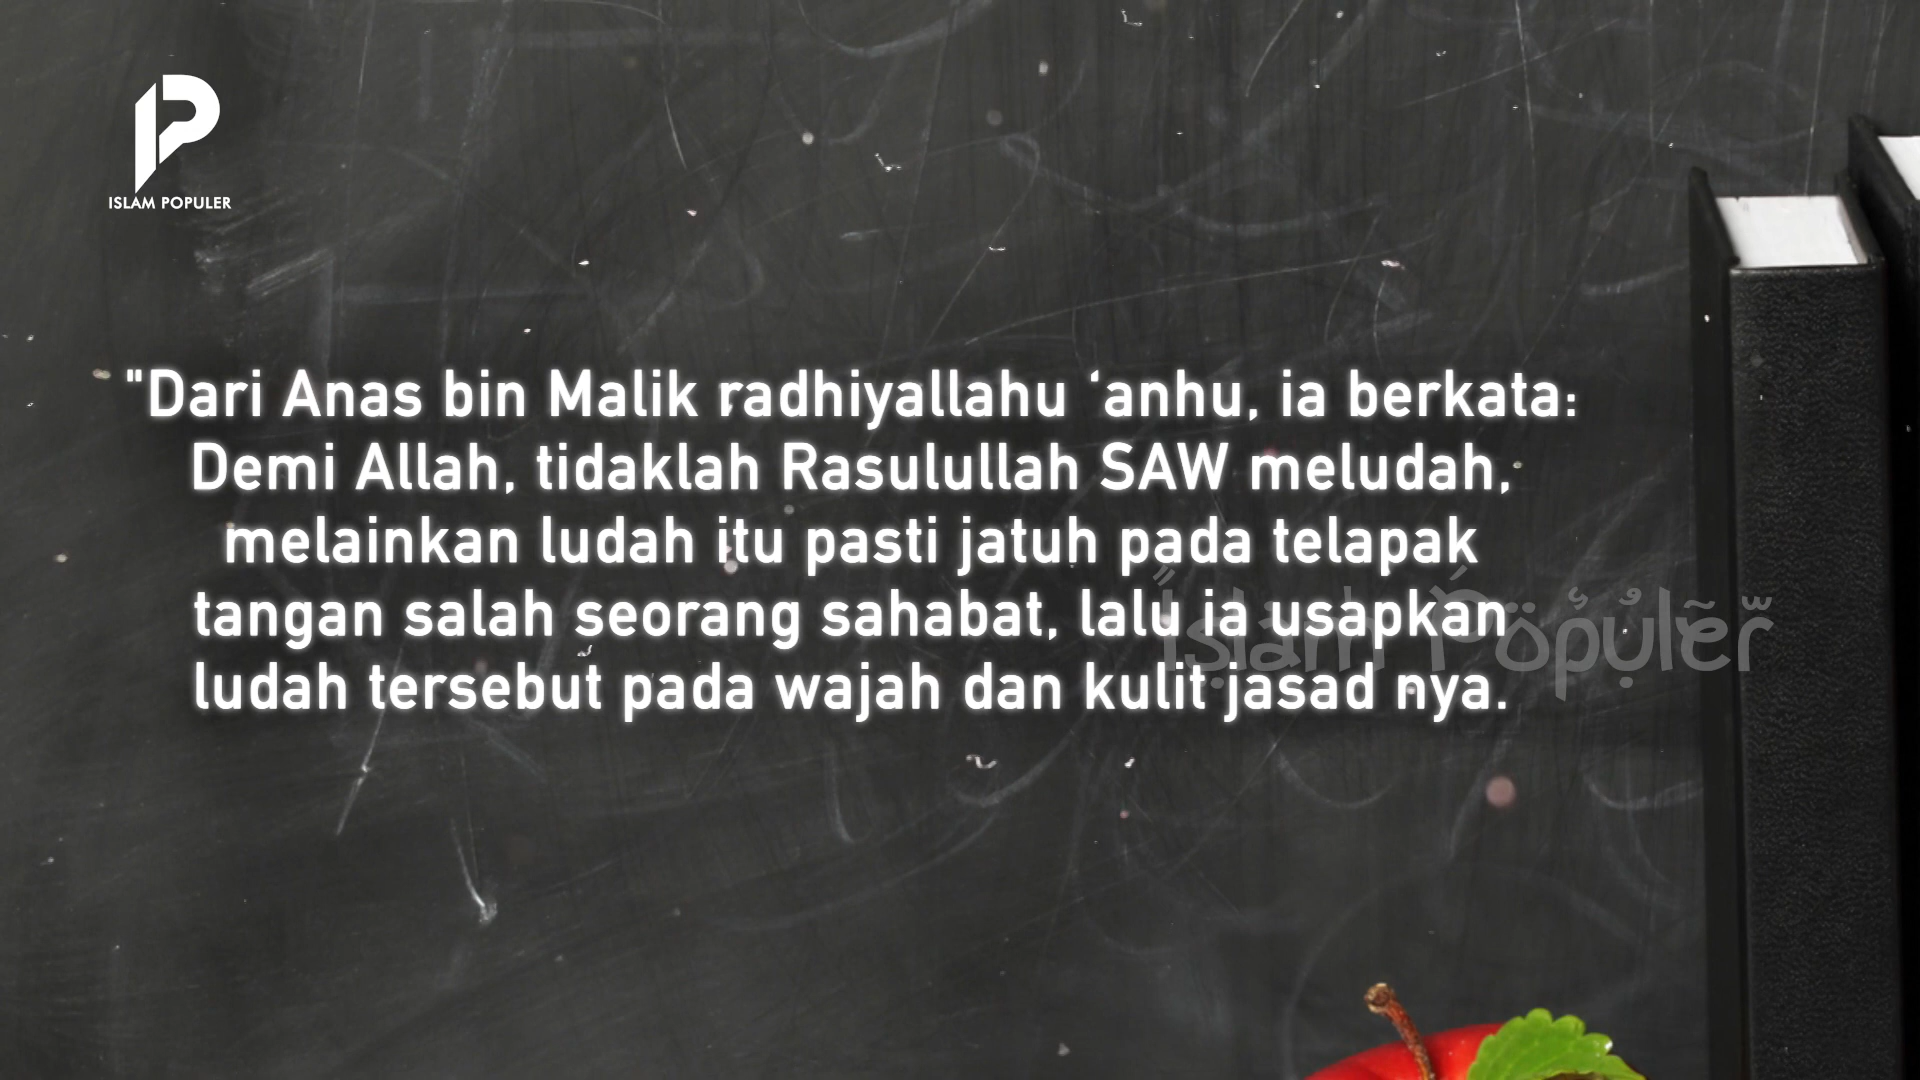 ISLAM POPULER
"Dari Anas bin Malik radhiyallahu ‘anhu, ia berkata:
Demi Allah, tidaklah Rasulullah SAW meludah,
melainkan ludah itu pasti jatuh pada telapak
tangan salah seorang sahabat, lalu ia usapkan
ludah tersebut pada wajah dan kulit jasad nya.
Islam Populer